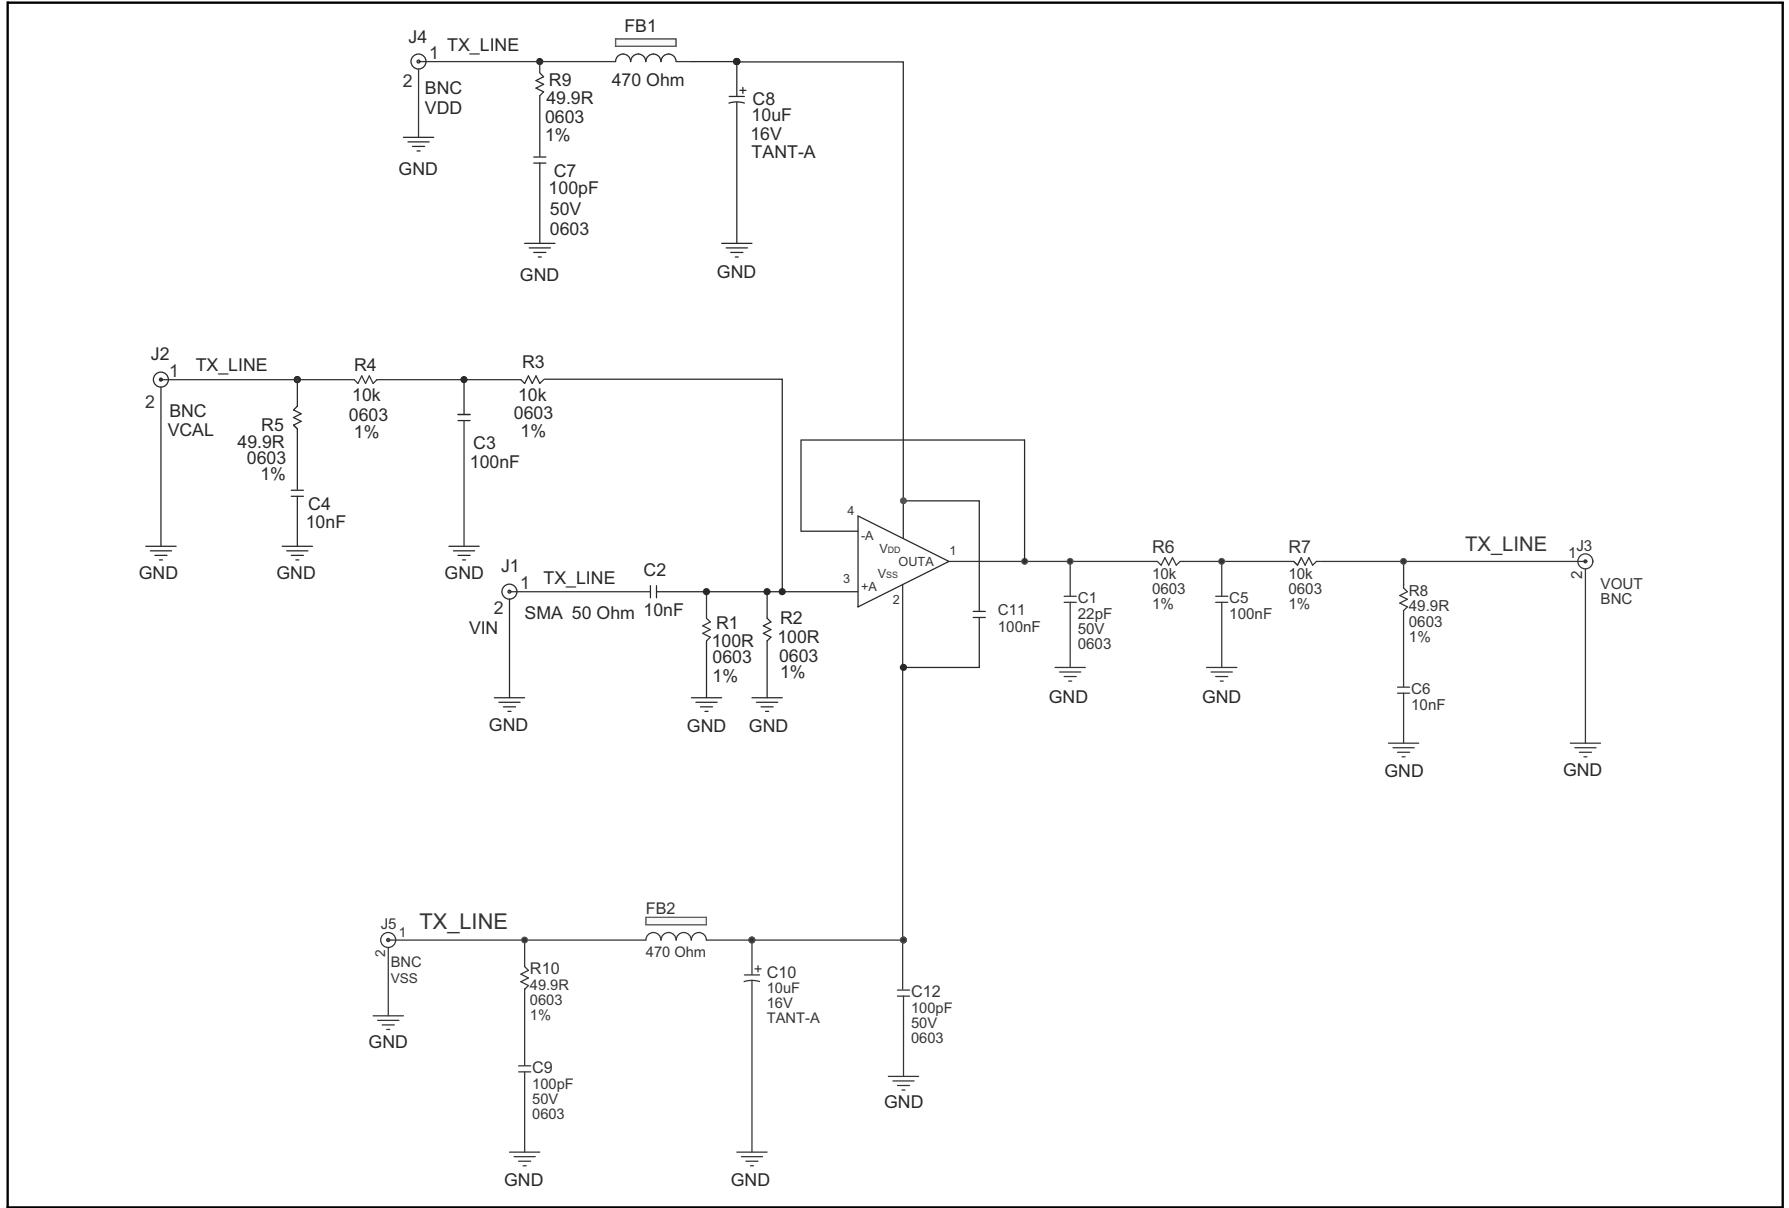 FB1
J4
1
TX_LINE
2
BNC
VDD
GND
470 Ohm
R9
49.9R
0603
1%
C7
100pF
50V
0603
GND
+
C8
10uF
16V
TANT-A
GND
J2
1
TX_LINE
2
BNC
VCAL
GND
R5
49.9R
0603
1%
C4
10nF
GND
R4
10k
0603
1%
C3
100nF
GND
R3
10k
0603
1%
J1
1
TX_LINE
2
VIN
SMA 50 Ohm
GND
C2
10nF
R1
100R
0603
1%
GND
R2
100R
0603
1%
GND
4
-A
VDD
OUTA
1
VSS
3
+A
2
C11
100nF
C1
22pF
50V
0603
GND
R6
10k
0603
1%
C5
100nF
GND
R7
10k
0603
1%
TX_LINE
1
J3
2
VOUT
BNC
GND
R8
49.9R
0603
1%
C6
10nF
GND
J5
1
TX_LINE
2
BNC
VSS
GND
FB2
470 Ohm
R10
49.9R
0603
1%
C9
100pF
50V
0603
GND
+
C10
10uF
16V
TANT-A
GND
C12
100pF
50V
0603
GND